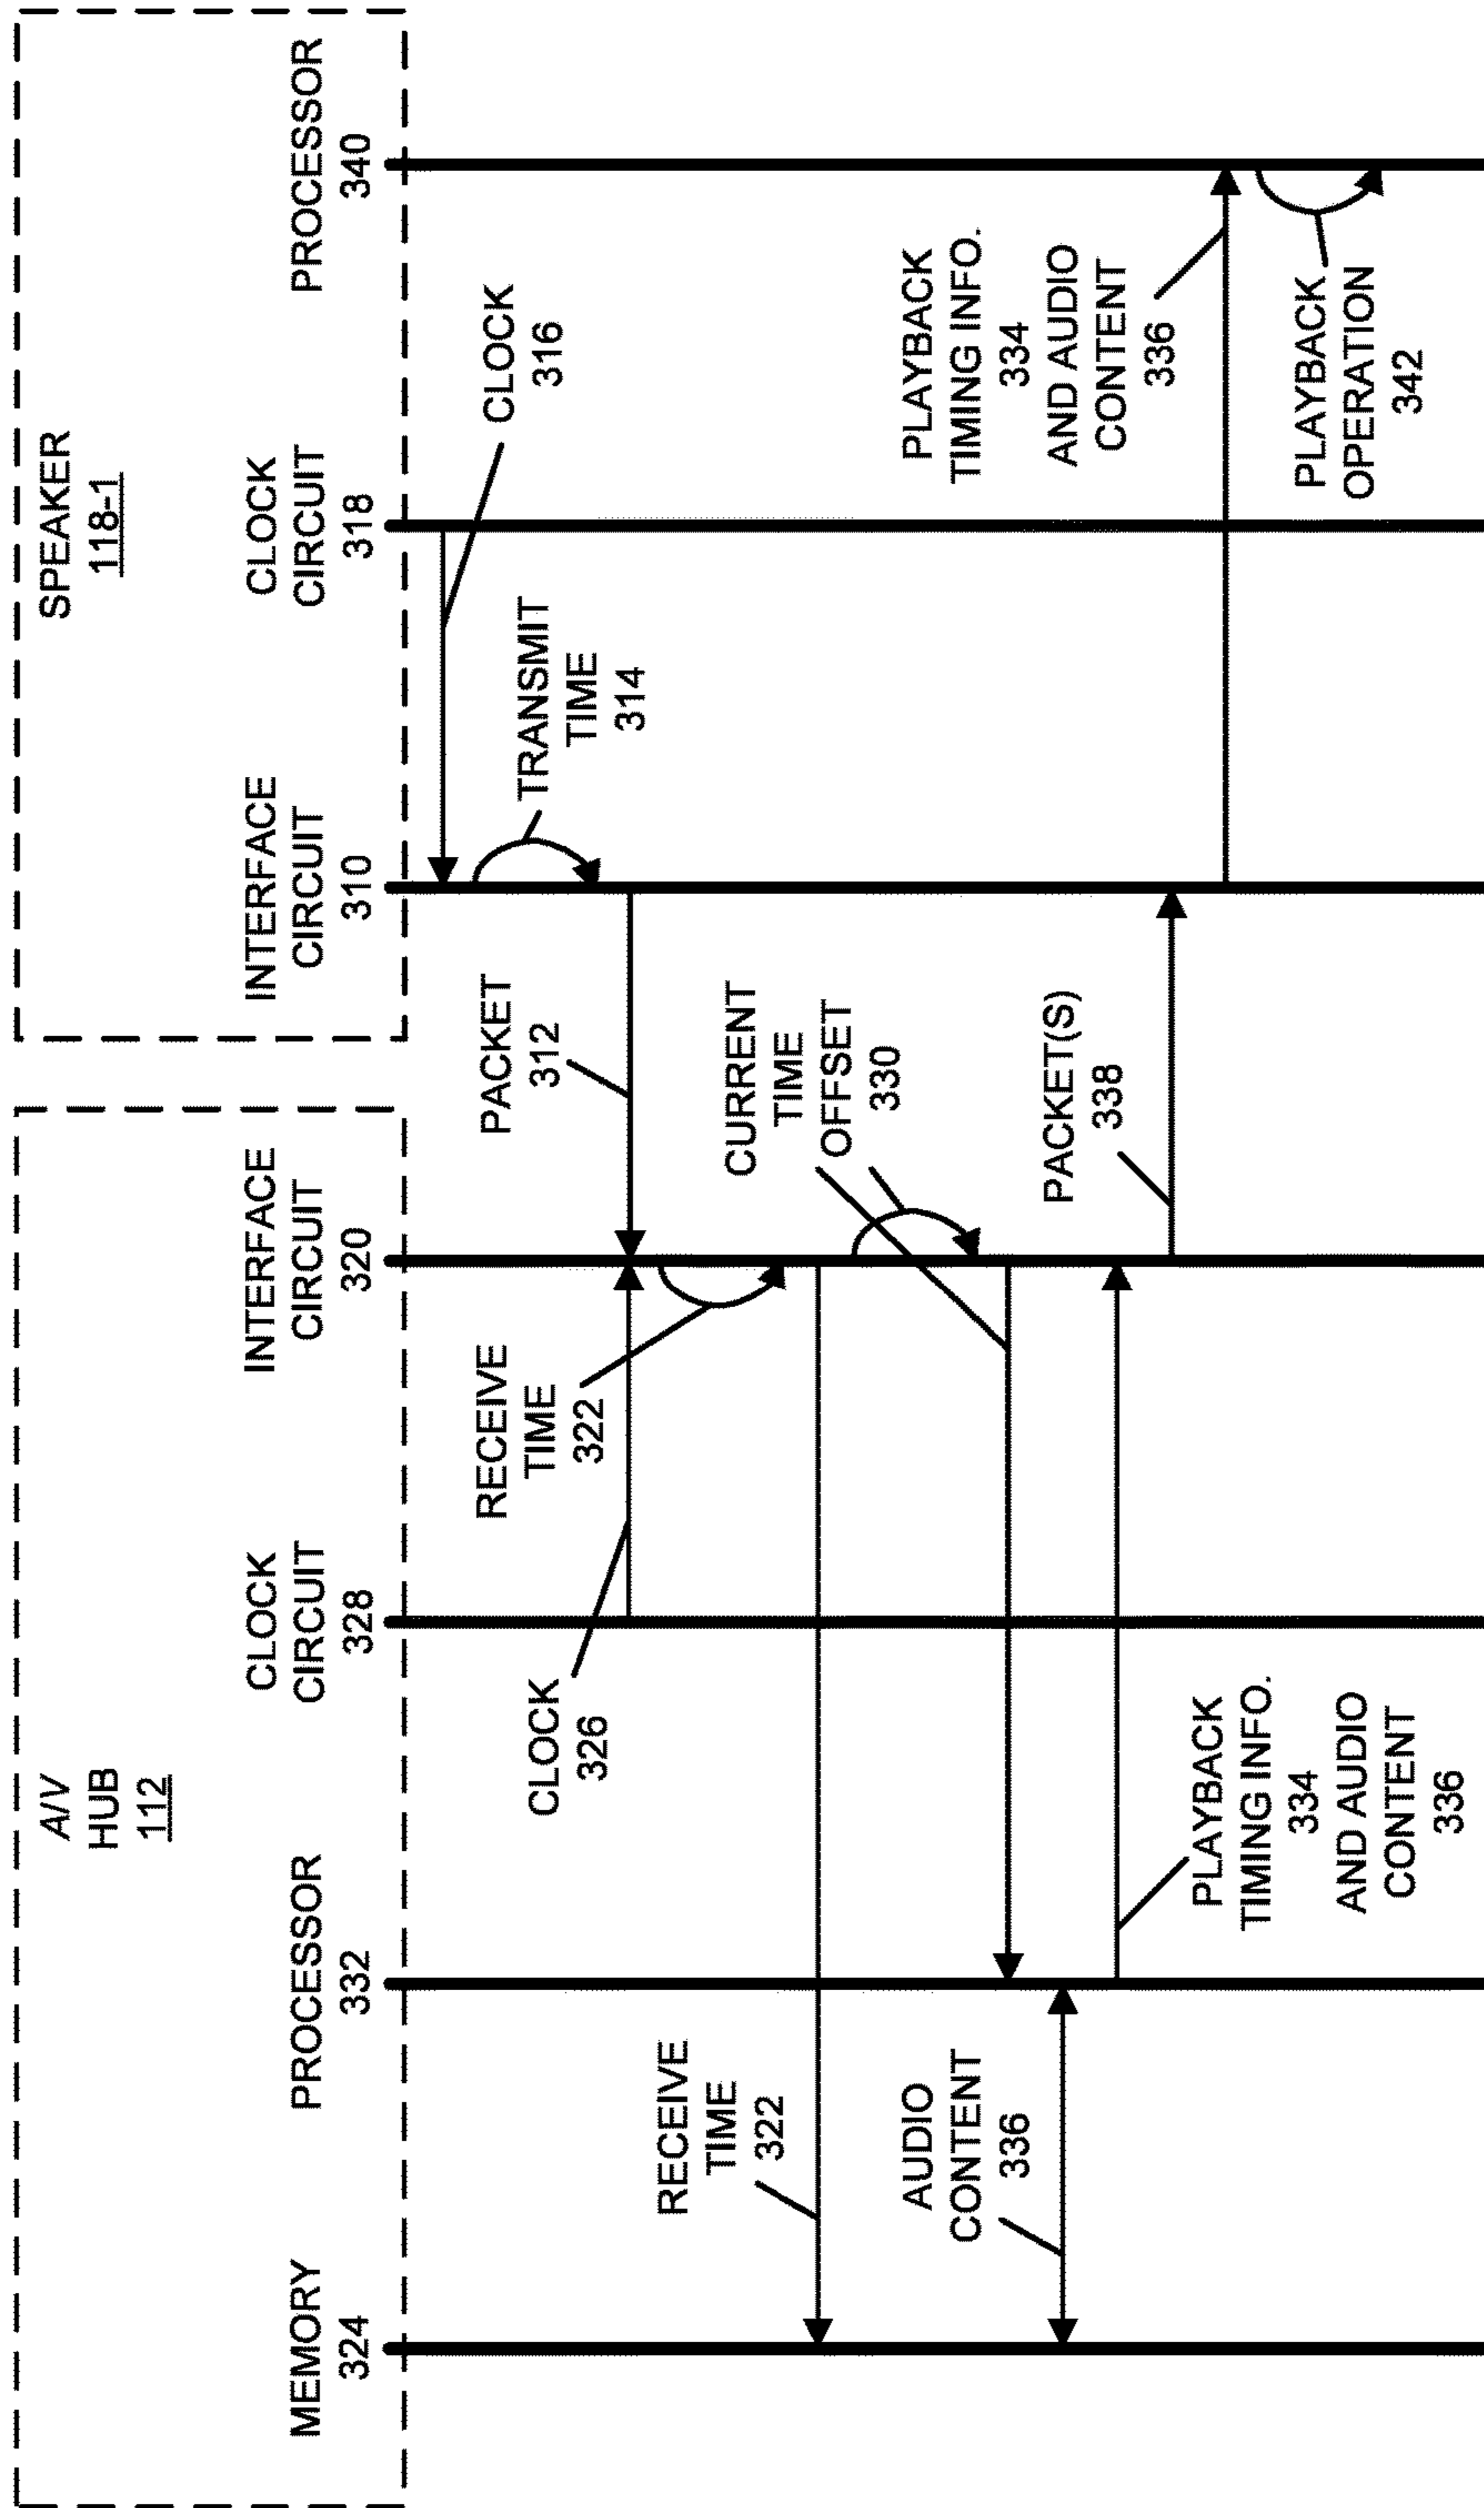 A/V
HUB
112
SPEAKER
118-1
MEMORY
324
PROCESSOR
332
CLOCK
CIRCUIT
328
INTERFACE
CIRCUIT
320
INTERFACE
CIRCUIT
310
CLOCK
CIRCUIT
318
PROCESSOR
340
CLOCK
316
TRANSMIT
TIME
314
PACKET
312
CLOCK
326
RECEIVE
TIME
322
RECEIVE
TIME
322
CURRENT
TIME
OFFSET
330
AUDIO
CONTENT
336
PLAYBACK
TIMING INFO.
334
AND AUDIO
CONTENT
336
PACKET(S)
338
PLAYBACK
TIMING INFO.
334
AND AUDIO
CONTENT
336
PLAYBACK
OPERATION
342